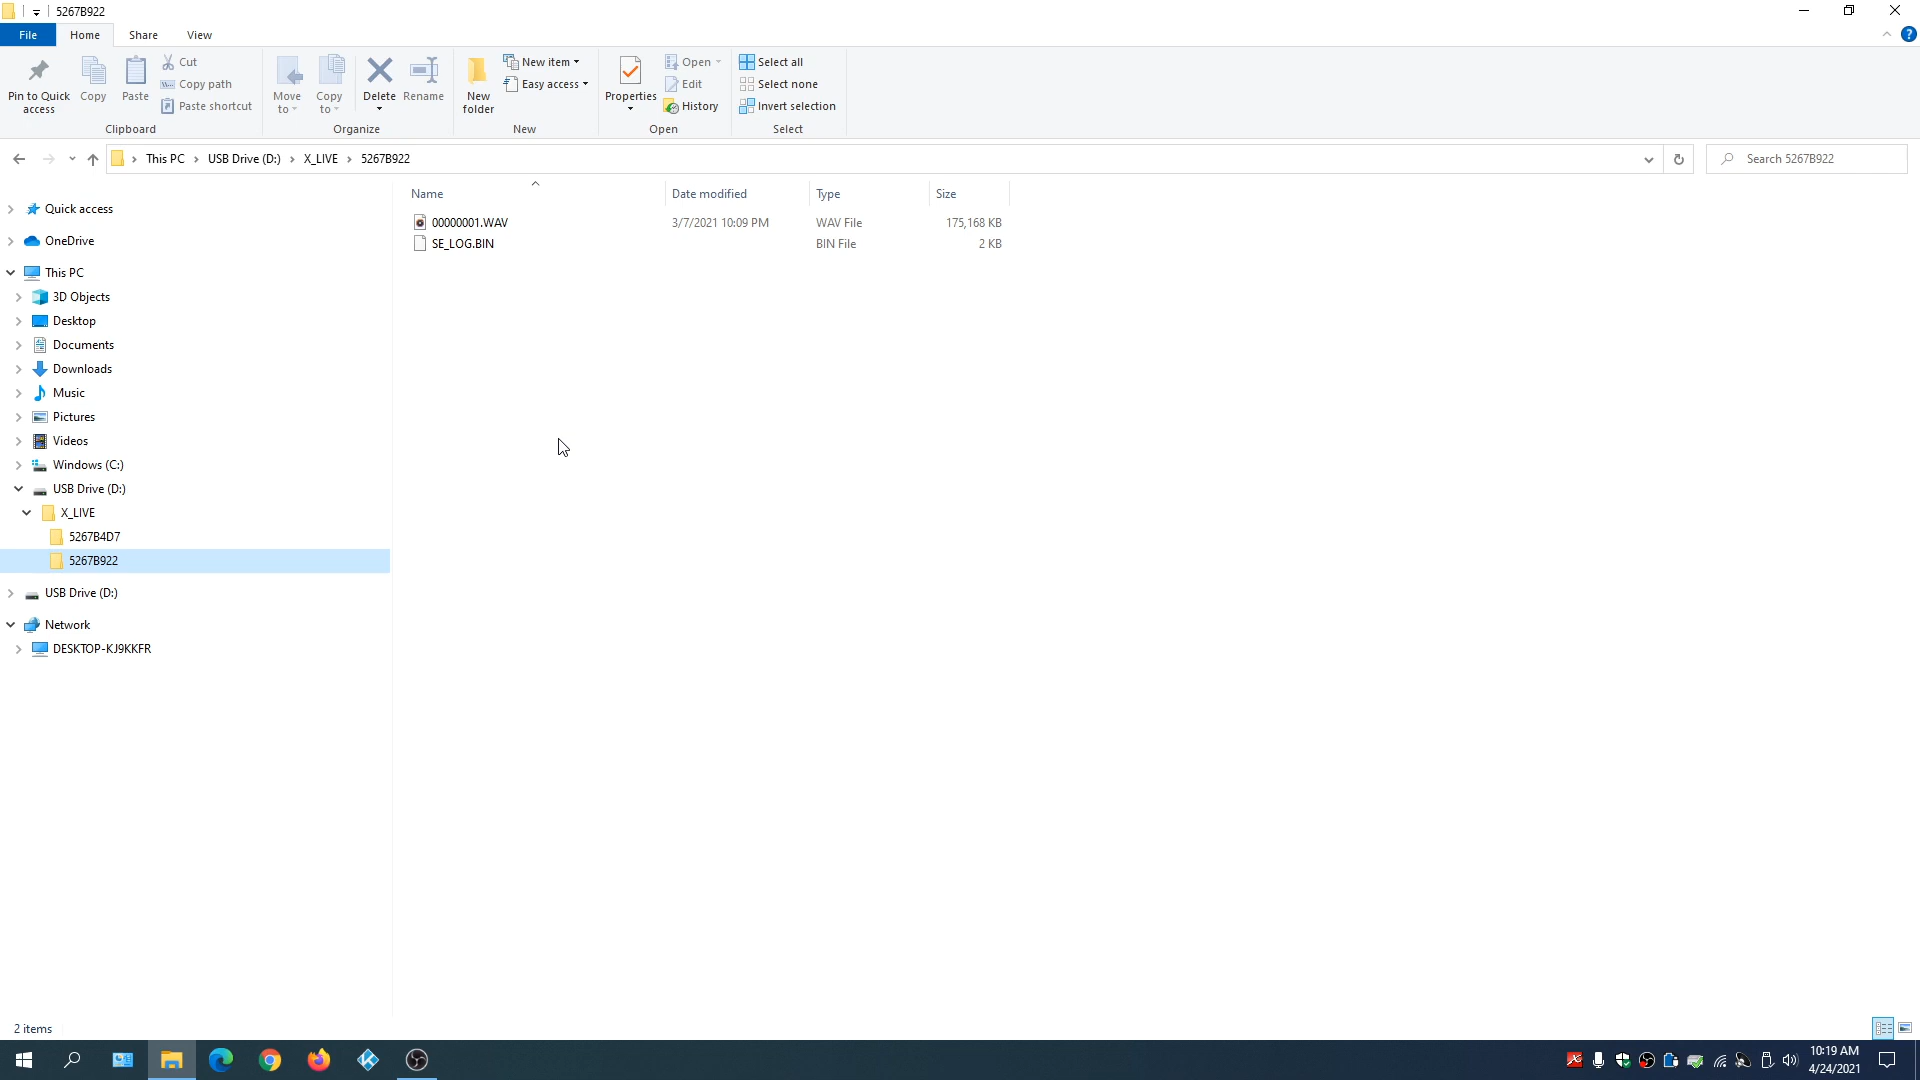 5267B922
File Home Share View
Pin to Quick access
Copy
Paste
Cut
Copy path
Paste shortcut
Clipboard
Move to
Copy to
Delete
Rename
Organize
New folder
New item
Easy access
New
Properties
Open
Edit
History
Open
Select all
Select none
Invert selection
Select
This PC USB Drive (D:) X_LIVE 5267B922
Search 5267B922
Name Date modified Type Size
00000001.WAV 3/7/2021 10:09 PM WAV File 175,168 KB
SE_LOG.BIN BIN File 2 KB
Quick access
OneDrive
This PC
3D Objects
Desktop
Documents
Downloads
Music
Pictures
Videos
Windows (C:)
USB Drive (D:)
X_LIVE
5267B4D7
5267B922
USB Drive (D:)
Network
DESKTOP-KJ9KKFR
2 items
10:19 AM
4/24/2021